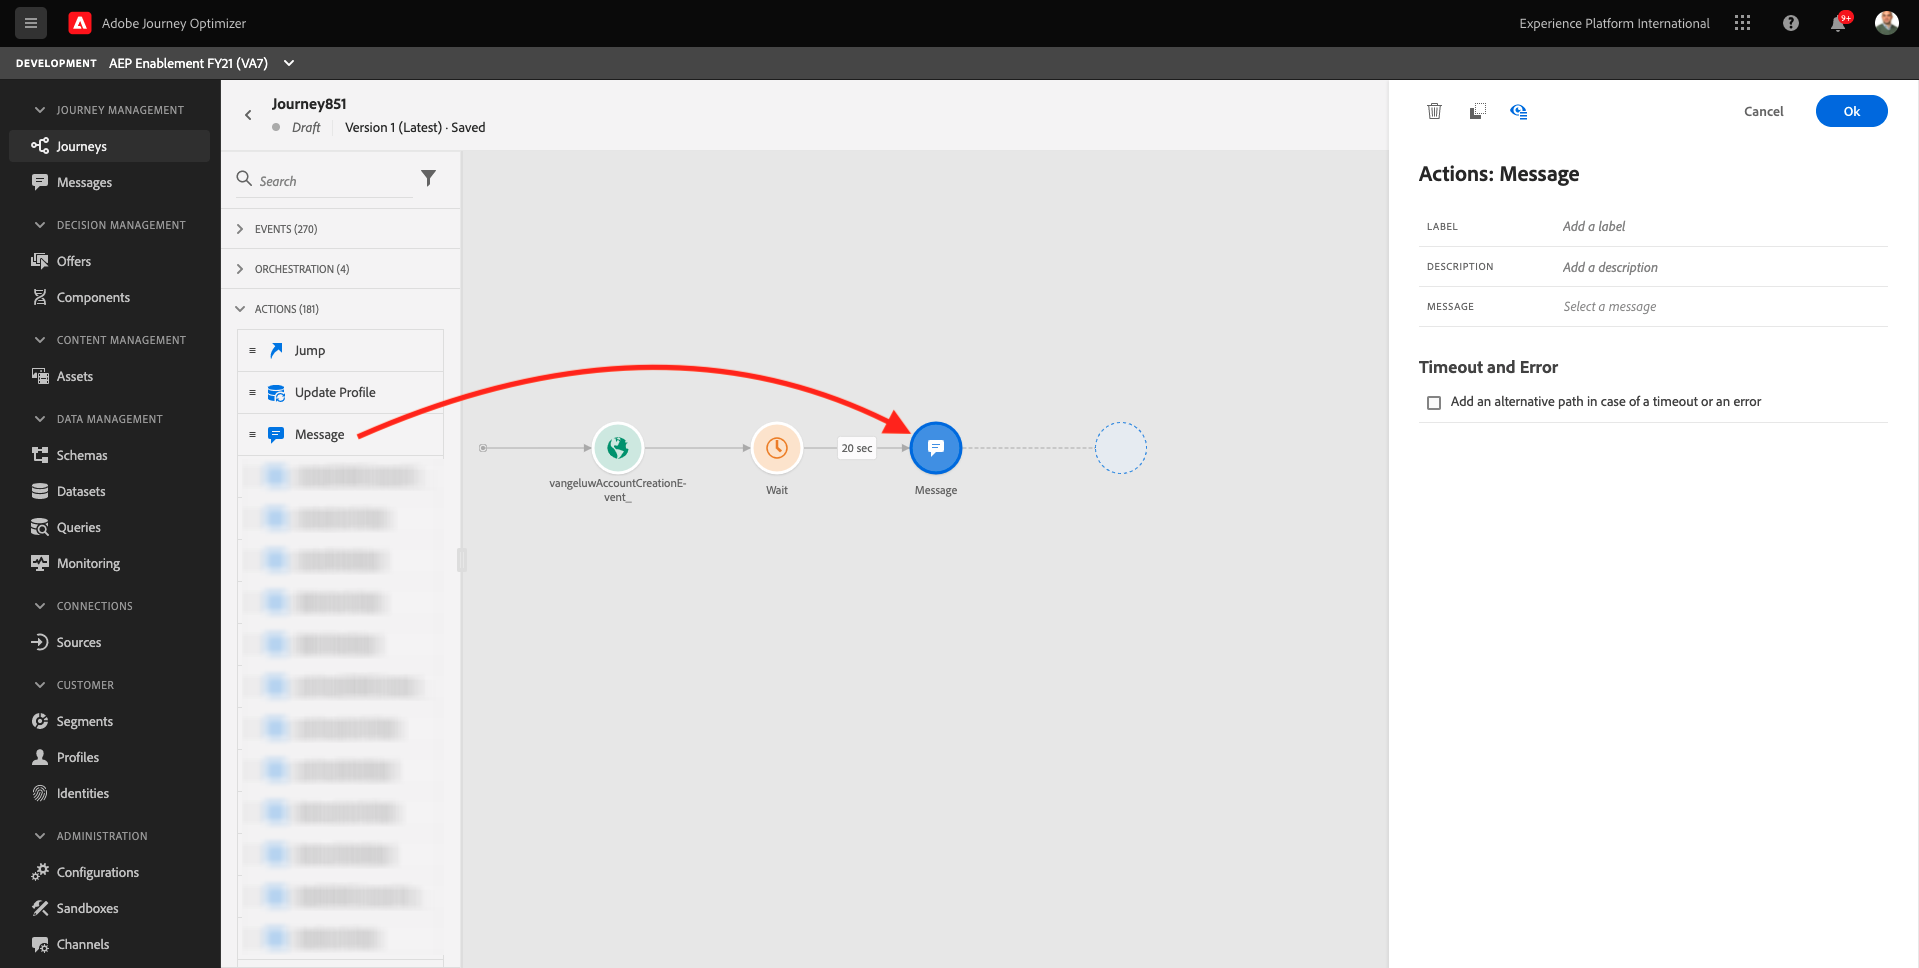 Adobe Journey Optimizer
Experience Platform International
9+
DEVELOPMENT AEP Enablement FY21 (VA7)
JOURNEY MANAGEMENT
Journeys
Messages
DECISION MANAGEMENT
Offers
Components
CONTENT MANAGEMENT
Assets
DATA MANAGEMENT
Schemas
Datasets
Queries
Monitoring
CONNECTIONS
Sources
CUSTOMER
Segments
Profiles
Identities
ADMINISTRATION
Configurations
Sandboxes
Channels
Journey851
Draft Version 1 (Latest) · Saved
Search
EVENTS (270)
ORCHESTRATION (4)
ACTIONS (181)
Jump
Update Profile
Message
20 sec
vangeluwAccountCreationE-
vent_
Wait
Message
Cancel
Ok
Actions: Message
LABEL Add a label
DESCRIPTION Add a description
MESSAGE Select a message
Timeout and Error
Add an alternative path in case of a timeout or an error